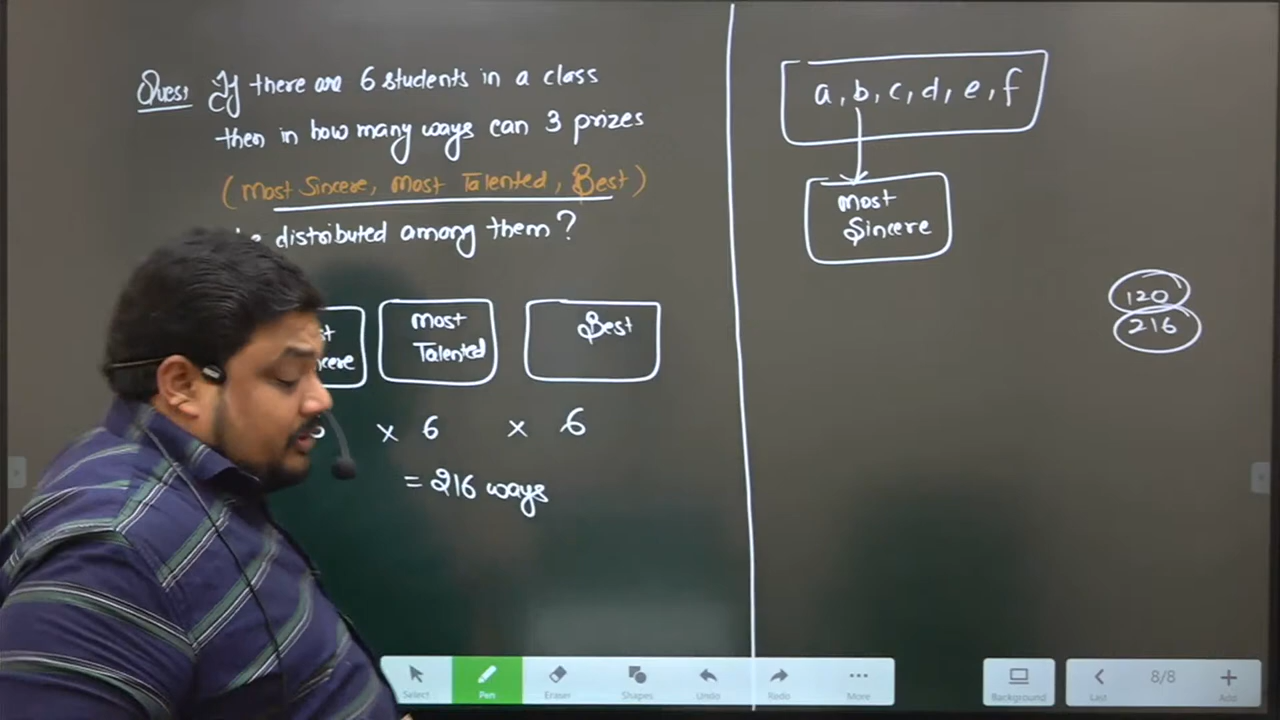 Ques: If there are 6 students in a class
then in how many ways can 3 prizes
(Most Sincere, Most Talented, Best)
distributed among them?
Most
Talented
Best
× 6 × 6
= 216 ways
a, b, c, d, e, f
Most
Sincere
120
216
Select Pen Eraser Shapes Undo Redo More Background Last 8/8 Add